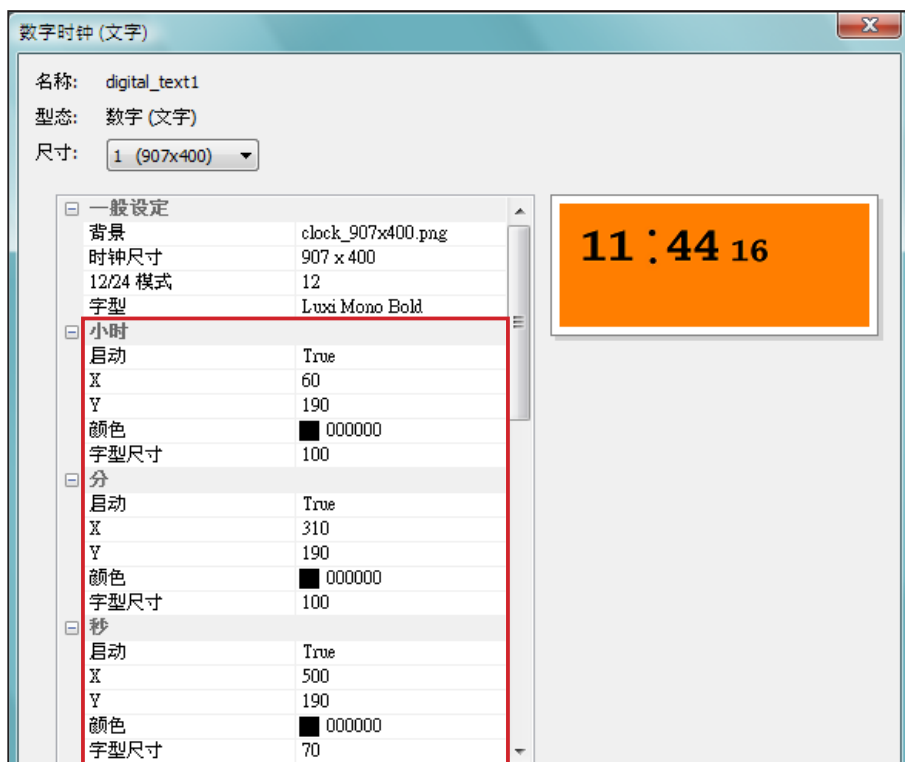 数字时钟 (文字)
名称: digital_text1
型态: 数字 (文字)
尺寸: 1 (907x400)
一般设定
背景 clock_907x400.png
时钟尺寸 907 x 400
12/24 模式 12
字型 Luxi Mono Bold
小时
启动 True
X 60
Y 190
颜色 000000
字型尺寸 100
分
启动 True
X 310
Y 190
颜色 000000
字型尺寸 100
秒
启动 True
X 500
Y 190
颜色 000000
字型尺寸 70
11:44 16